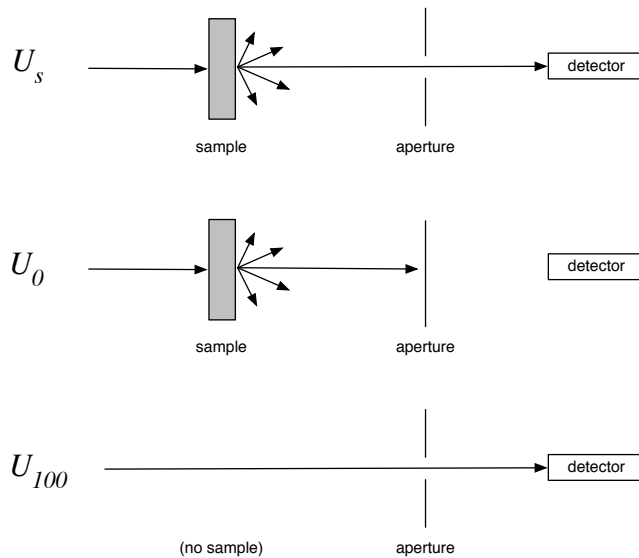 U_s
detector
sample aperture
U_0
detector
sample aperture
U_100
detector
(no sample) aperture